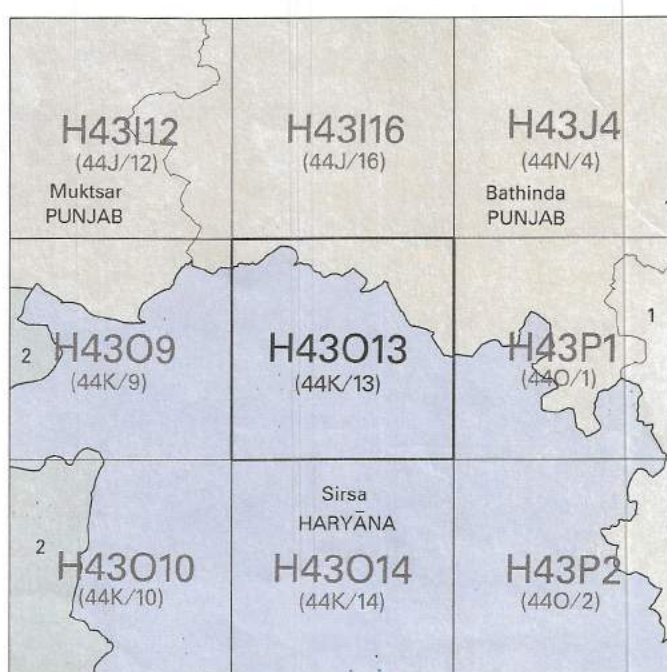 H43I12
(44J/12)
Muktsar
PUNJAB
H43I16
(44J/16)
H43J4
(44N/4)
Bathinda
PUNJAB
2
H43O9
(44K/9)
H43O13
(44K/13)
H43P1
(44O/1)
1
2
H43O10
(44K/10)
Sirsa
HARYĀNA
H43O14
(44K/14)
H43P2
(44O/2)